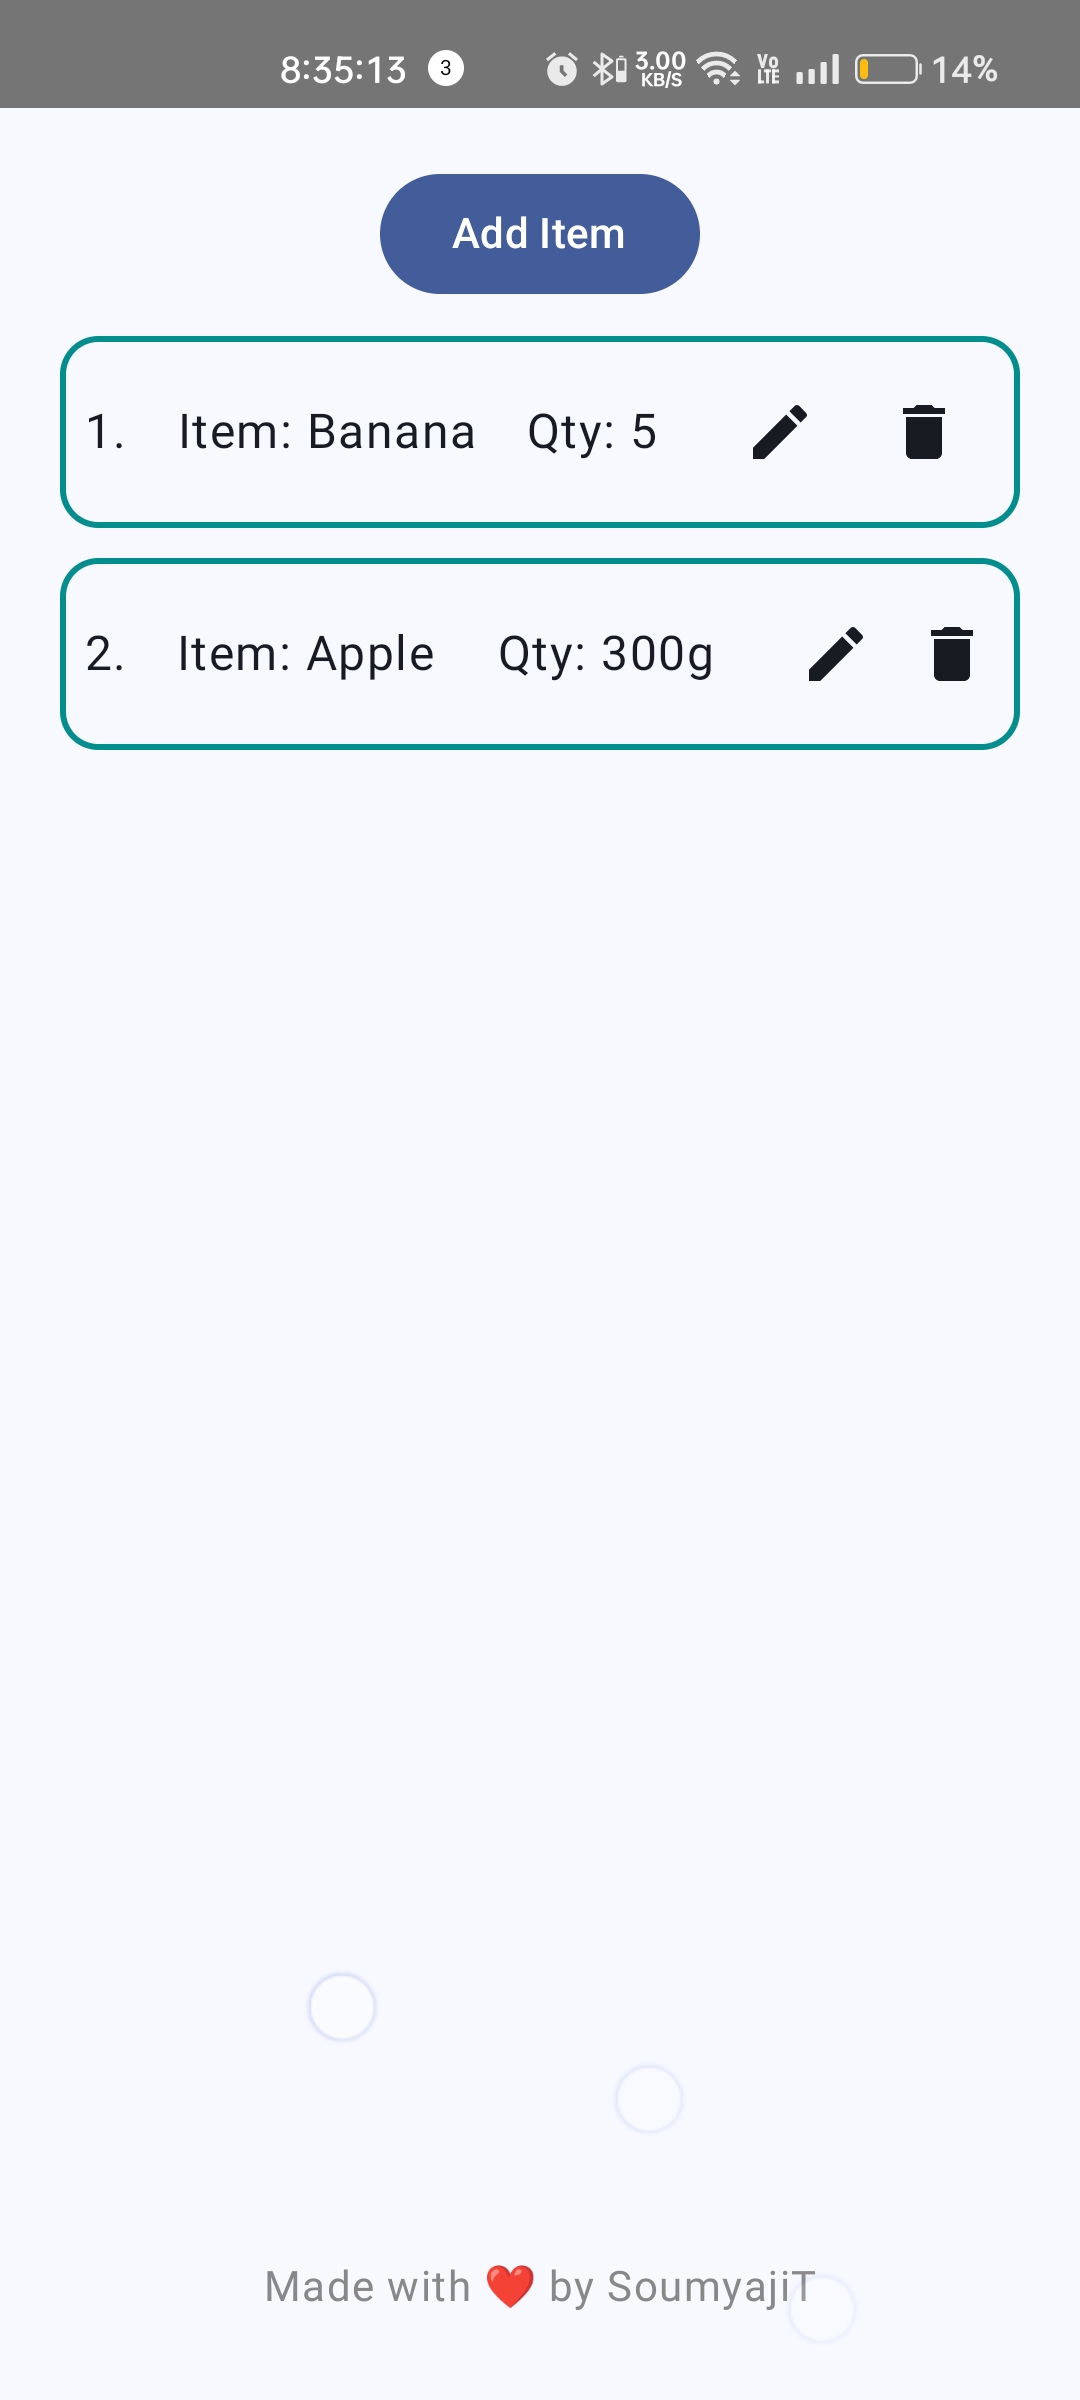 8:35:13 3 3.00 KB/S Vo LTE 14%
Add Item
1. Item: Banana Qty: 5
2. Item: Apple Qty: 300g
Made with ❤️ by SoumyajiT